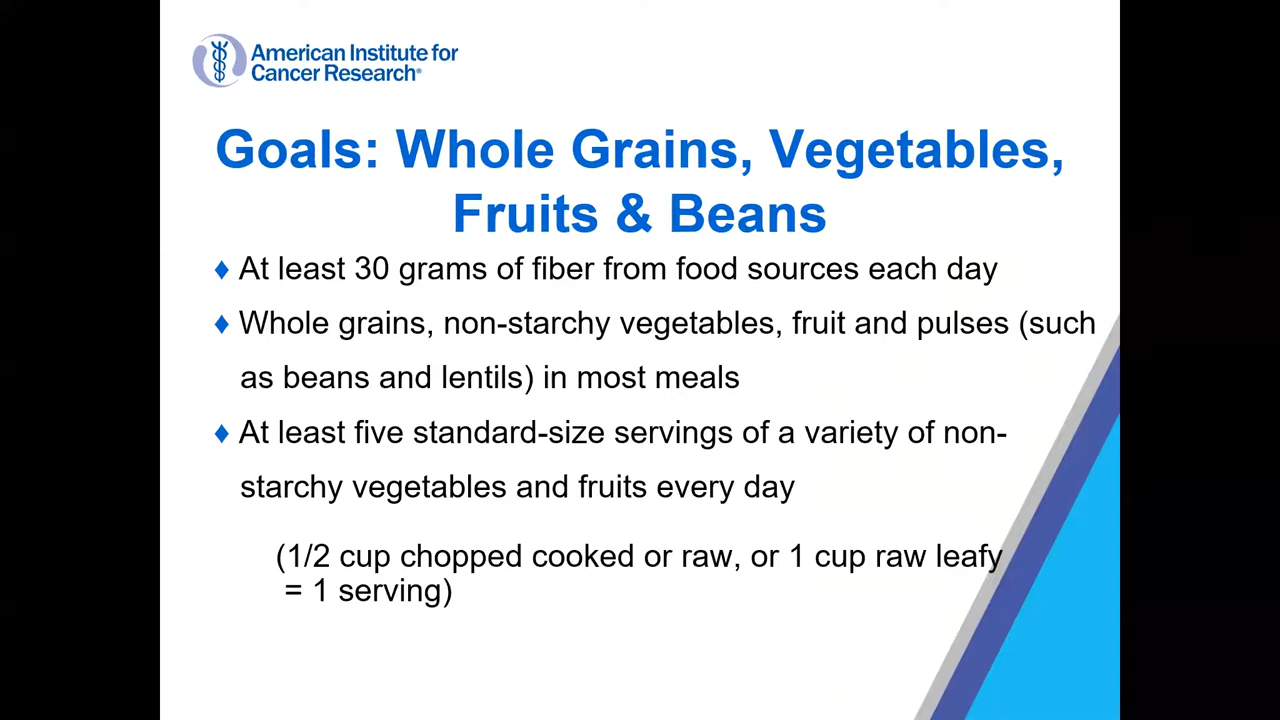 American Institute for
Cancer Research®
Goals: Whole Grains, Vegetables,
Fruits & Beans
♦ At least 30 grams of fiber from food sources each day
♦ Whole grains, non-starchy vegetables, fruit and pulses (such
as beans and lentils) in most meals
♦ At least five standard-size servings of a variety of non-
starchy vegetables and fruits every day
(1/2 cup chopped cooked or raw, or 1 cup raw leafy
= 1 serving)